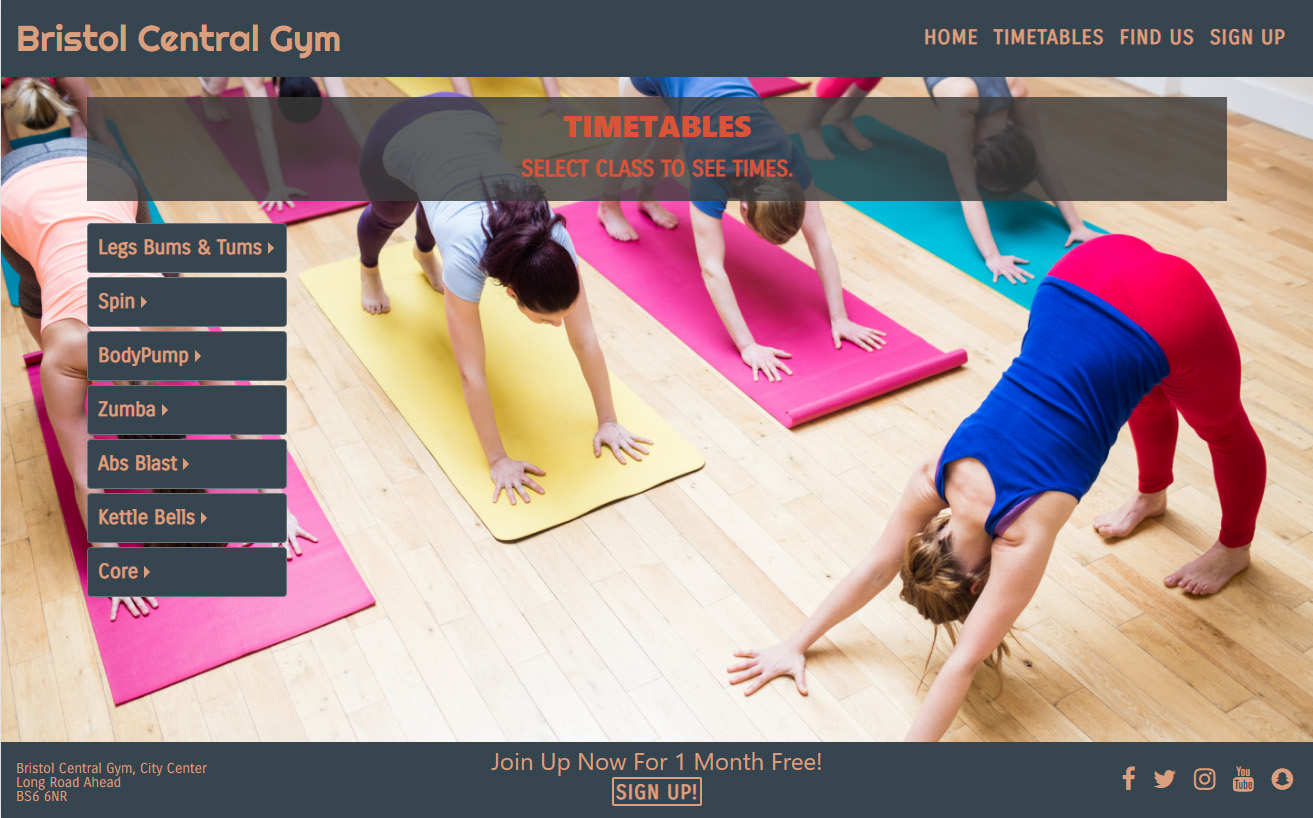 Bristol Central Gym
HOME TIMETABLES FIND US SIGN UP
TIMETABLES
SELECT CLASS TO SEE TIMES.
Legs Bums & Tums
Spin
BodyPump
Zumba
Abs Blast
Kettle Bells
Core
Bristol Central Gym, City Center
Long Road Ahead
BS6 6NR
Join Up Now For 1 Month Free!
SIGN UP!
You
Tube